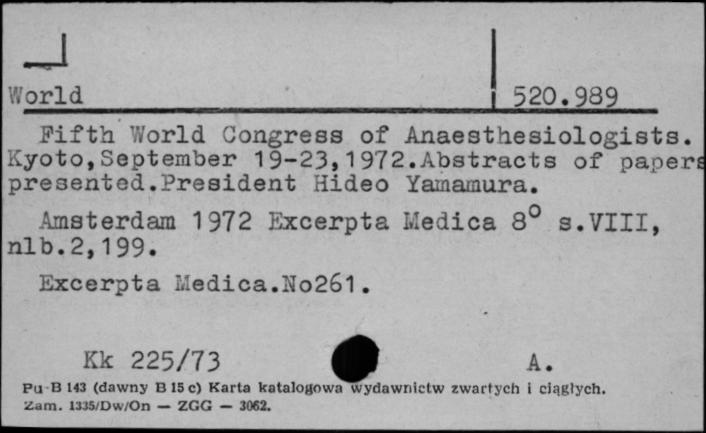 World 520.989
Fifth World Congress of Anaesthesiologists.
Kyoto,September 19-23,1972.Abstracts of papers
presented.President Hideo Yamamura.
Amsterdam 1972 Excerpta Medica 8° s.VIII,
nlb.2,199.
Excerpta Medica.No261.
Kk 225/73 A.
Pu-B 143 (dawny B 15 c) Karta katalogowa wydawnictw zwartych i ciągłych.
Zam. 1335/Dw/On — ZGG — 3062.